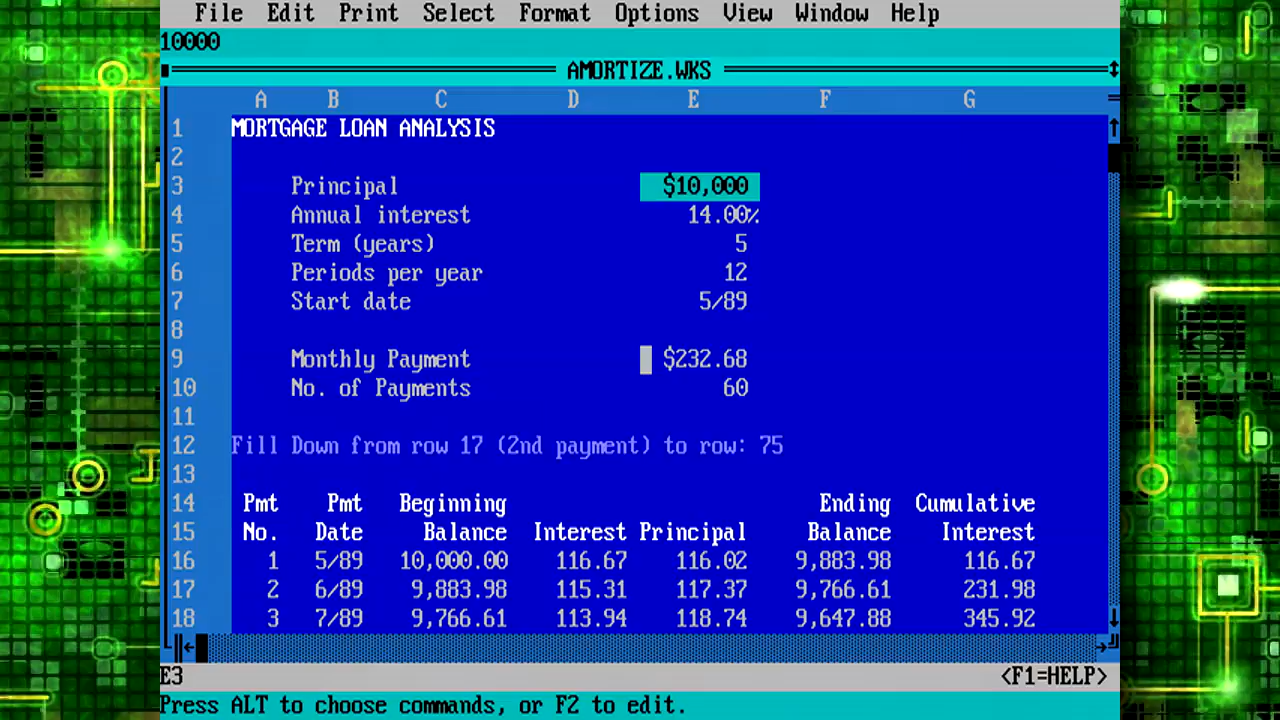 File Edit Print Select Format Options View Window Help
10000
AMORTIZE.WKS
A B C D E F G
1 MORTGAGE LOAN ANALYSIS
2
3 Principal $10,000
4 Annual interest 14.00%
5 Term (years) 5
6 Periods per year 12
7 Start date 5/89
8
9 Monthly Payment $232.68
10 No. of Payments 60
11
12 Fill Down from row 17 (2nd payment) to row: 75
13
14 Pmt Pmt Beginning Ending Cumulative
15 No. Date Balance Interest Principal Balance Interest
16 1 5/89 10,000.00 116.67 116.02 9,883.98 116.67
17 2 6/89 9,883.98 115.31 117.37 9,766.61 231.98
18 3 7/89 9,766.61 113.94 118.74 9,647.88 345.92
E3 <F1=HELP>
Press ALT to choose commands, or F2 to edit.